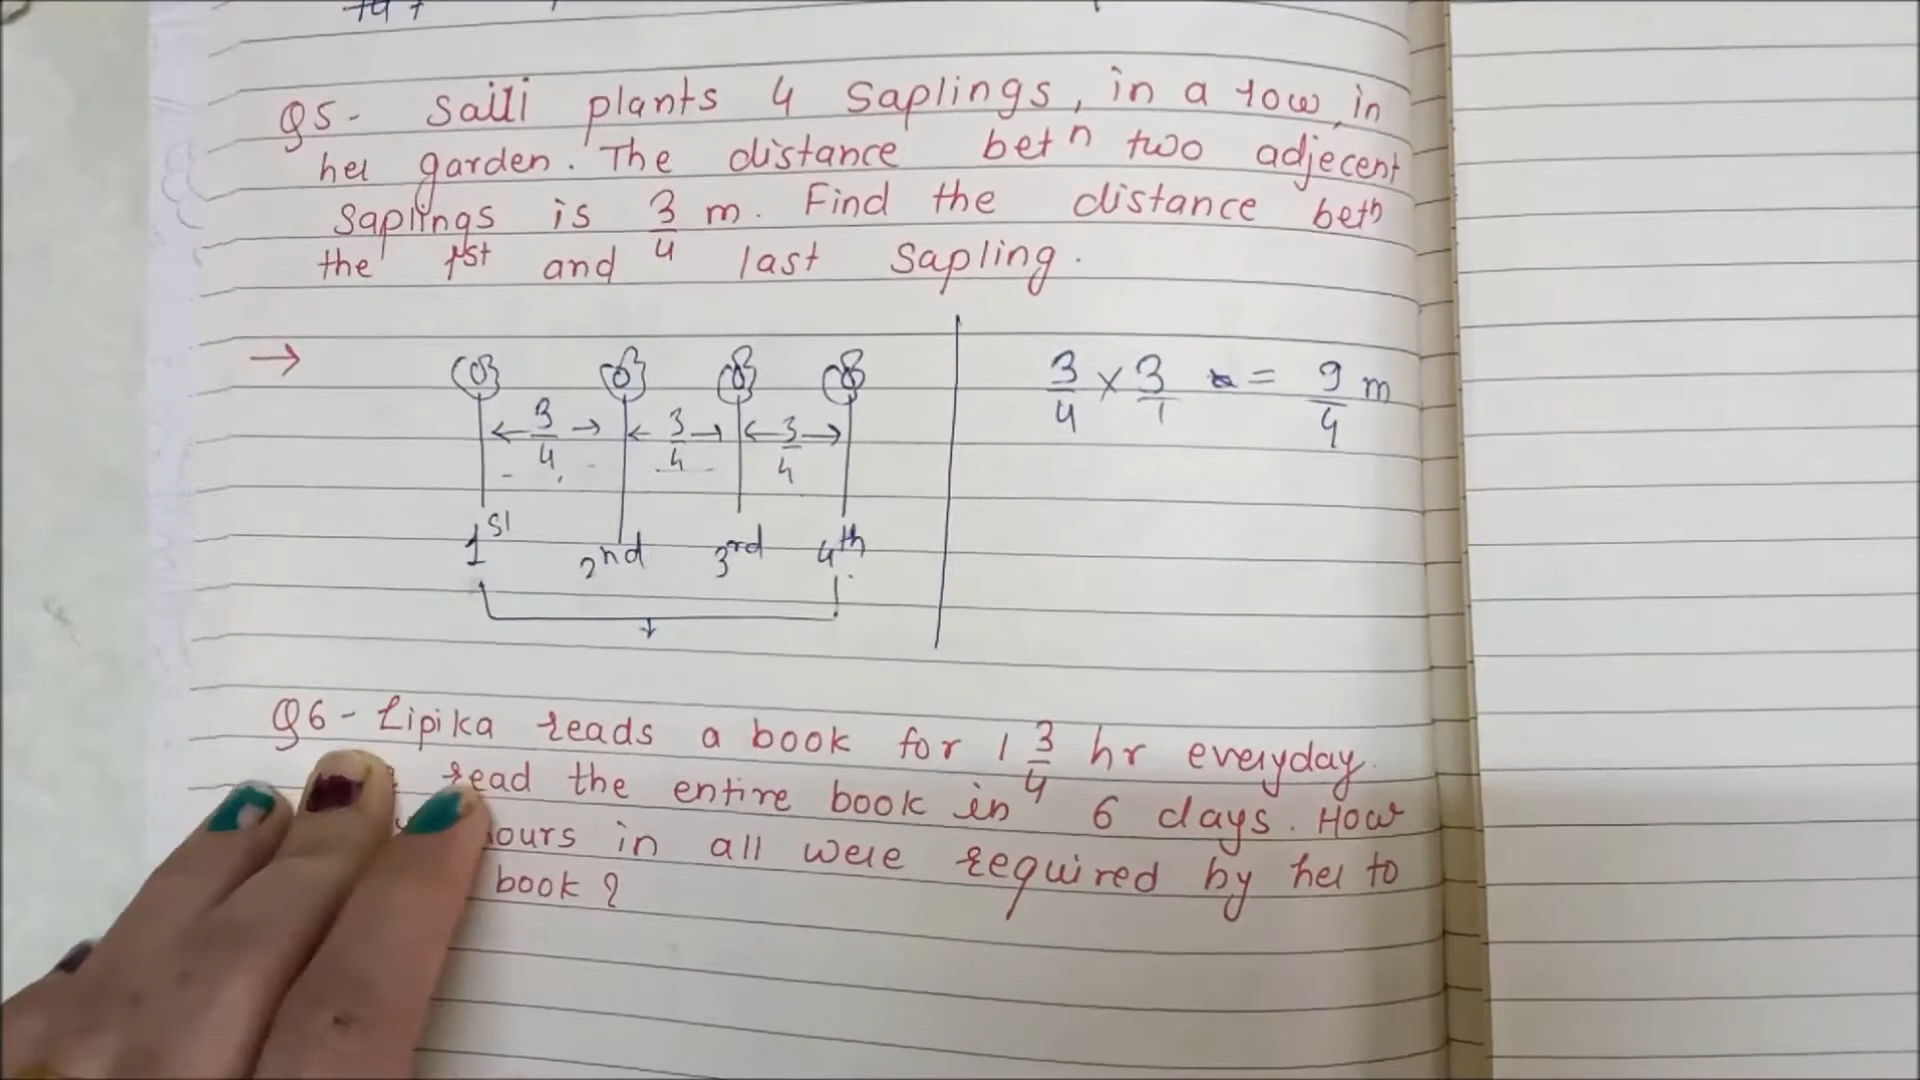 Q5- Saili plants 4 saplings, in a row, in
her garden. The distance betn two adjecent
saplings is 3/4 m. Find the distance betn
the 1st and last sapling.
→
3/4 × 3/1 = 9/4 m
← 3/4 → ← 3/4 → ← 3/4 →
1st 2nd 3rd 4th
Q6- Lipika reads a book for 1 3/4 hr everyday.
read the entire book in 6 days. How
hours in all were required by her to
book?